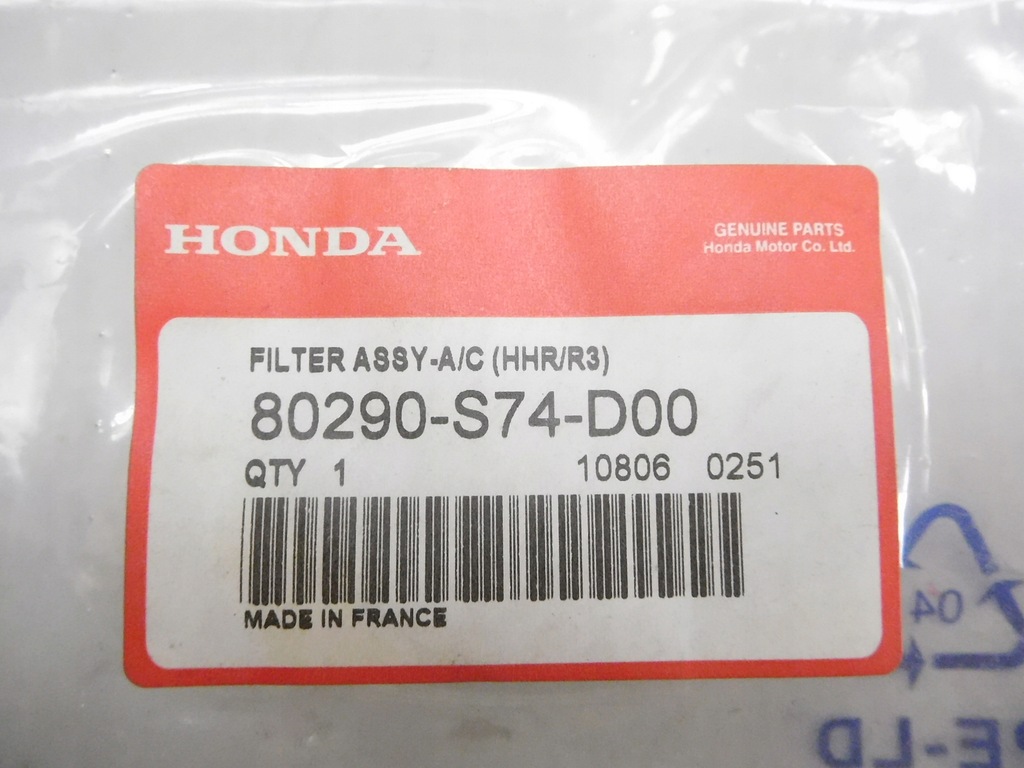 HONDA
GENUINE PARTS
Honda Motor Co. Ltd.
FILTER ASSY-A/C (HHR/R3)
80290-S74-D00
QTY 1 10806 0251
MADE IN FRANCE
04
PE-LD